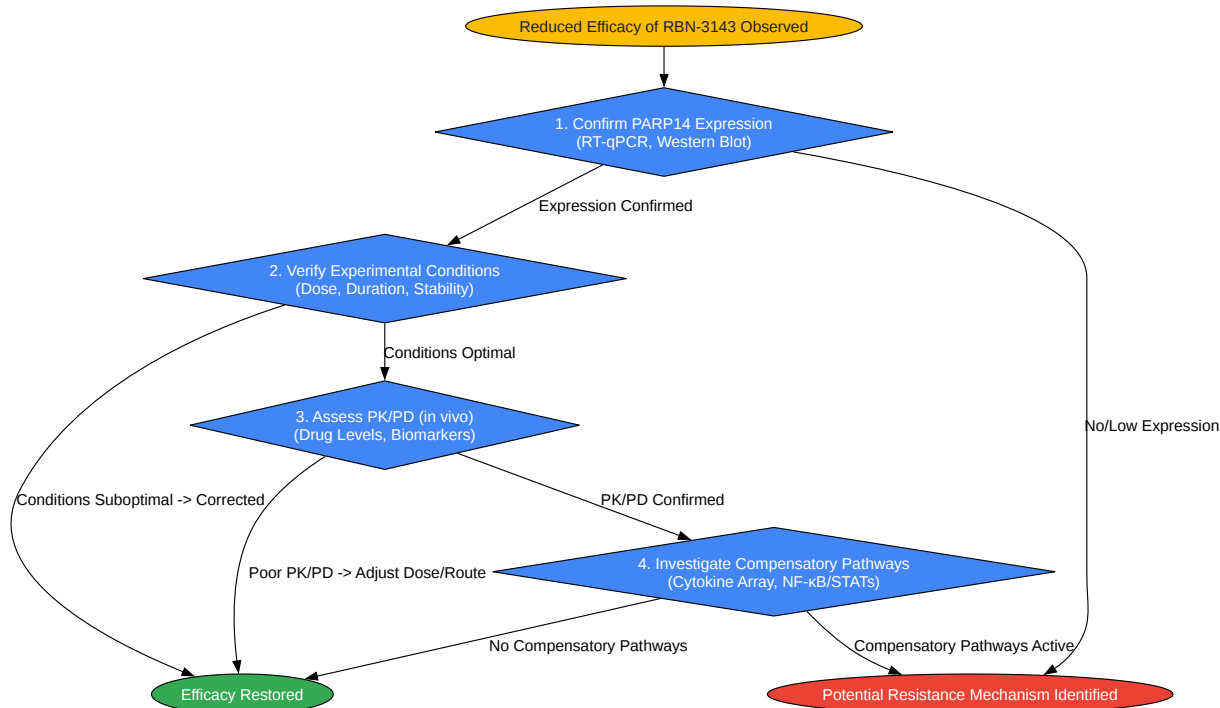 Reduced Efficacy of RBN-3143 Observed
1. Confirm PARP14 Expression
(RT-qPCR, Western Blot)
Expression Confirmed
2. Verify Experimental Conditions
(Dose, Duration, Stability)
Conditions Optimal
3. Assess PK/PD (in vivo)
(Drug Levels, Biomarkers)
No/Low Expression
Conditions Suboptimal -> Corrected
PK/PD Confirmed
Poor PK/PD -> Adjust Dose/Route
4. Investigate Compensatory Pathways
(Cytokine Array, NF-κB/STATs)
No Compensatory Pathways
Compensatory Pathways Active
Efficacy Restored
Potential Resistance Mechanism Identified